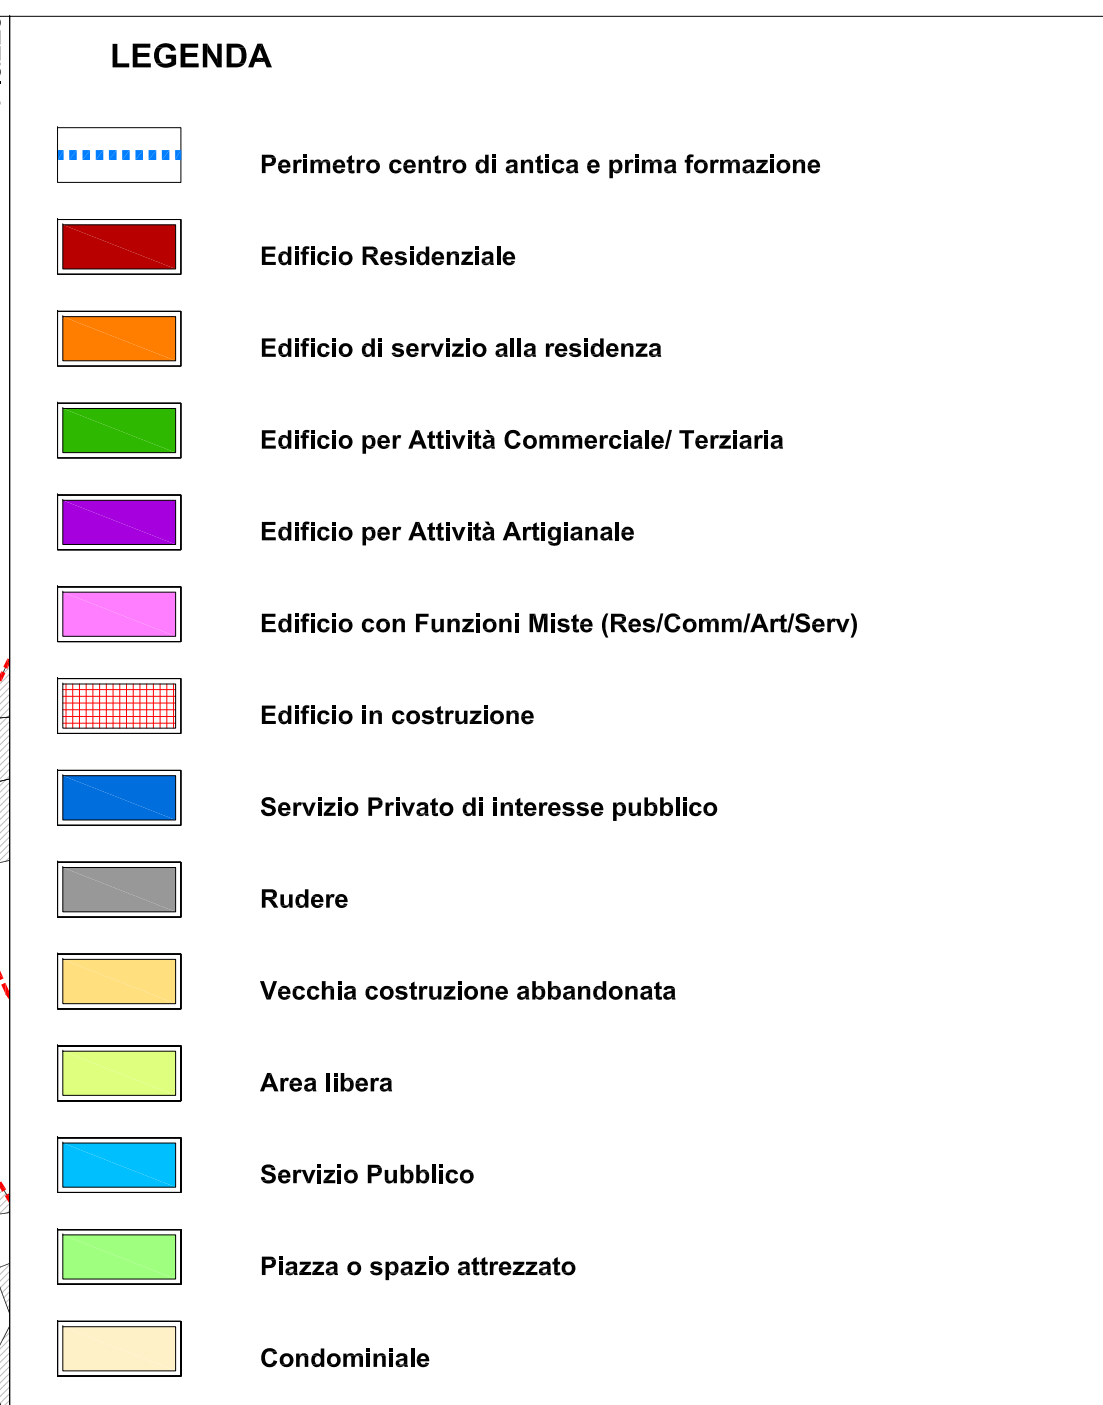 LEGENDA
Perimetro centro di antica e prima formazione
Edificio Residenziale
Edificio di servizio alla residenza
Edificio per Attività Commerciale/ Terziaria
Edificio per Attività Artigianale
Edificio con Funzioni Miste (Res/Comm/Art/Serv)
Edificio in costruzione
Servizio Privato di interesse pubblico
Rudere
Vecchia costruzione abbandonata
Area libera
Servizio Pubblico
Piazza o spazio attrezzato
Condominiale